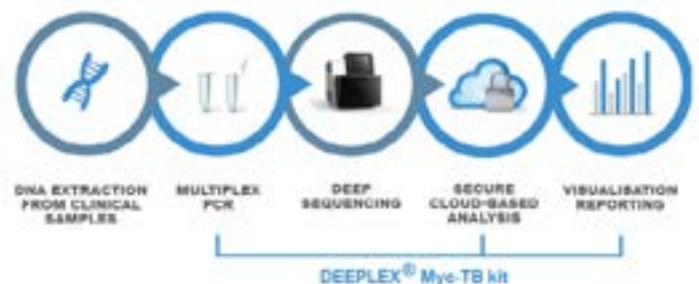 DNA EXTRACTION
FROM CLINICAL
SAMPLES
MULTIPLEX
PCR
DEEP
SEQUENCING
SECURE
CLOUD-BASED
ANALYSIS
VISUALISATION
REPORTING
DEEPLEX® Myc-TB kit